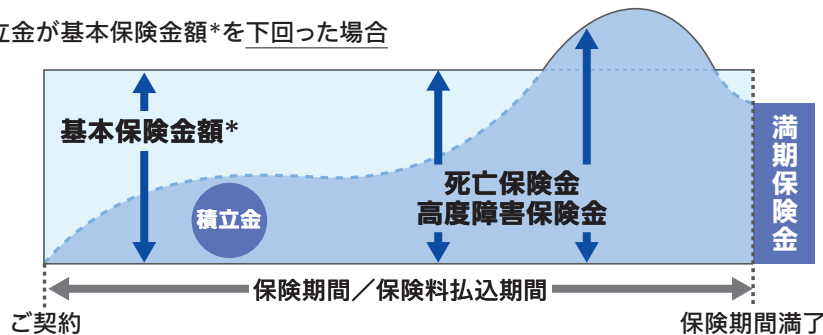 立金が基本保険金額*を下回った場合
基本保険金額*
積立金
死亡保険金
高度障害保険金
満期保険金
保険期間／保険料払込期間
ご契約
保険期間満了